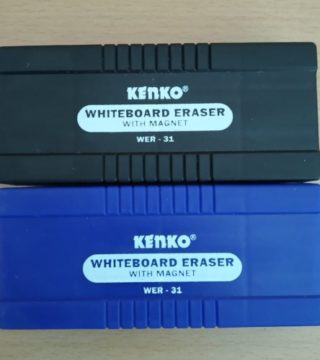 KENKO®
WHITEBOARD ERASER
WITH MAGNET
WER - 31
KENKO®
WHITEBOARD ERASER
WITH MAGNET
WER - 31